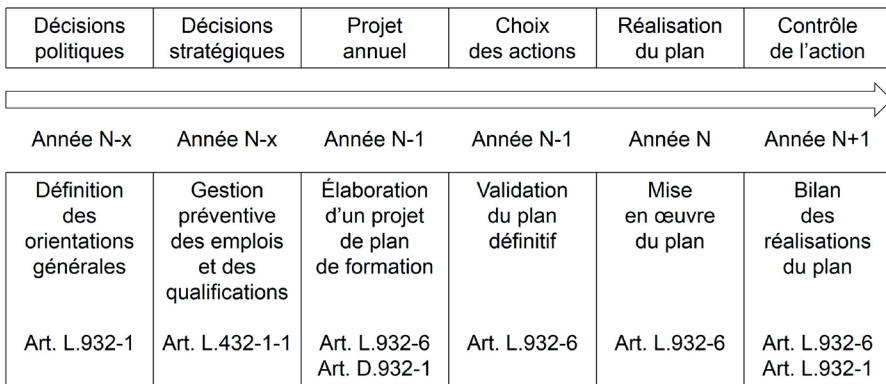 Décisions
politiques
Décisions
stratégiques
Projet
annuel
Choix
des actions
Réalisation
du plan
Contrôle
de l'action
Année N-x
Année N-x
Année N-1
Année N-1
Année N
Année N+1
Définition
des
orientations
générales
Art. L.932-1
Gestion
préventive
des emplois
et des
qualifications
Art. L.432-1-1
Élaboration
d'un projet
de plan
de formation
Art. L.932-6
Art. D.932-1
Validation
du plan
définitif
Art. L.932-6
Mise
en œuvre
du plan
Art. L.932-6
Bilan
des
réalisations
du plan
Art. L.932-6
Art. L.932-1